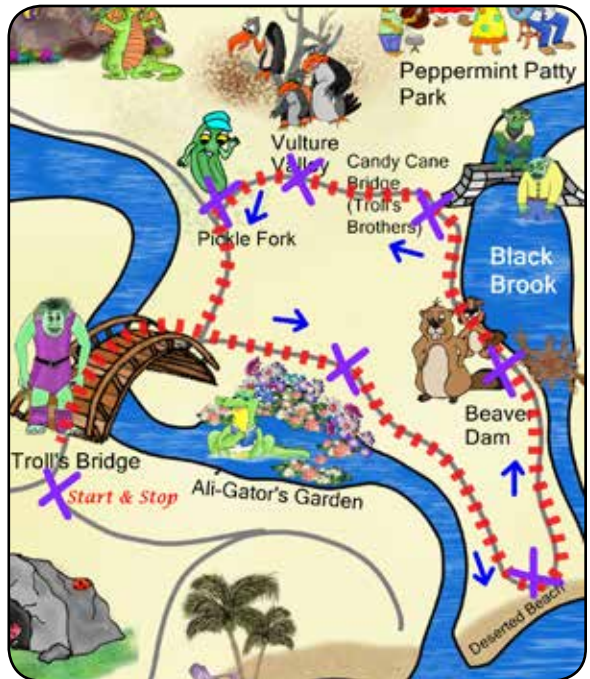 Peppermint Patty
Park
Vulture
Valley
Candy Cane
Bridge
(Troll's
Brothers)
Pickle Fork
Black
Brook
Beaver
Dam
Troll's Bridge
Start & Stop
Ali-Gator's Garden
Deserted Beach